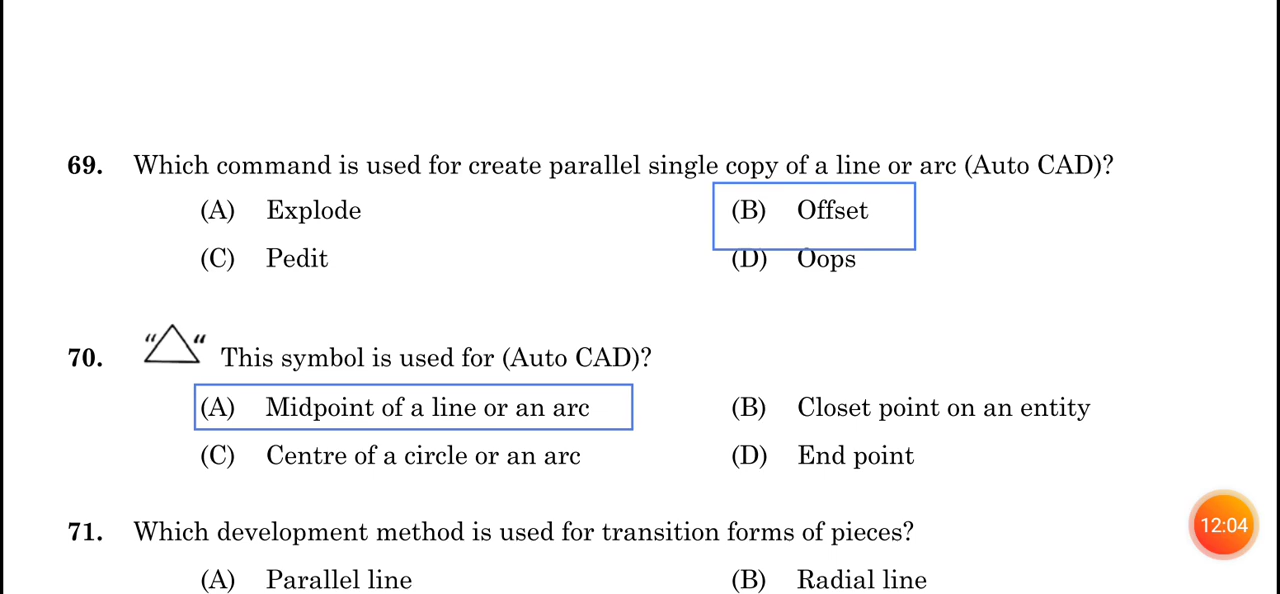 69. Which command is used for create parallel single copy of a line or arc (Auto CAD)?
(A) Explode (B) Offset
(C) Pedit (D) Oops
70. “ “ This symbol is used for (Auto CAD)?
(A) Midpoint of a line or an arc (B) Closet point on an entity
(C) Centre of a circle or an arc (D) End point
71. Which development method is used for transition forms of pieces?
12:04
(A) Parallel line (B) Radial line